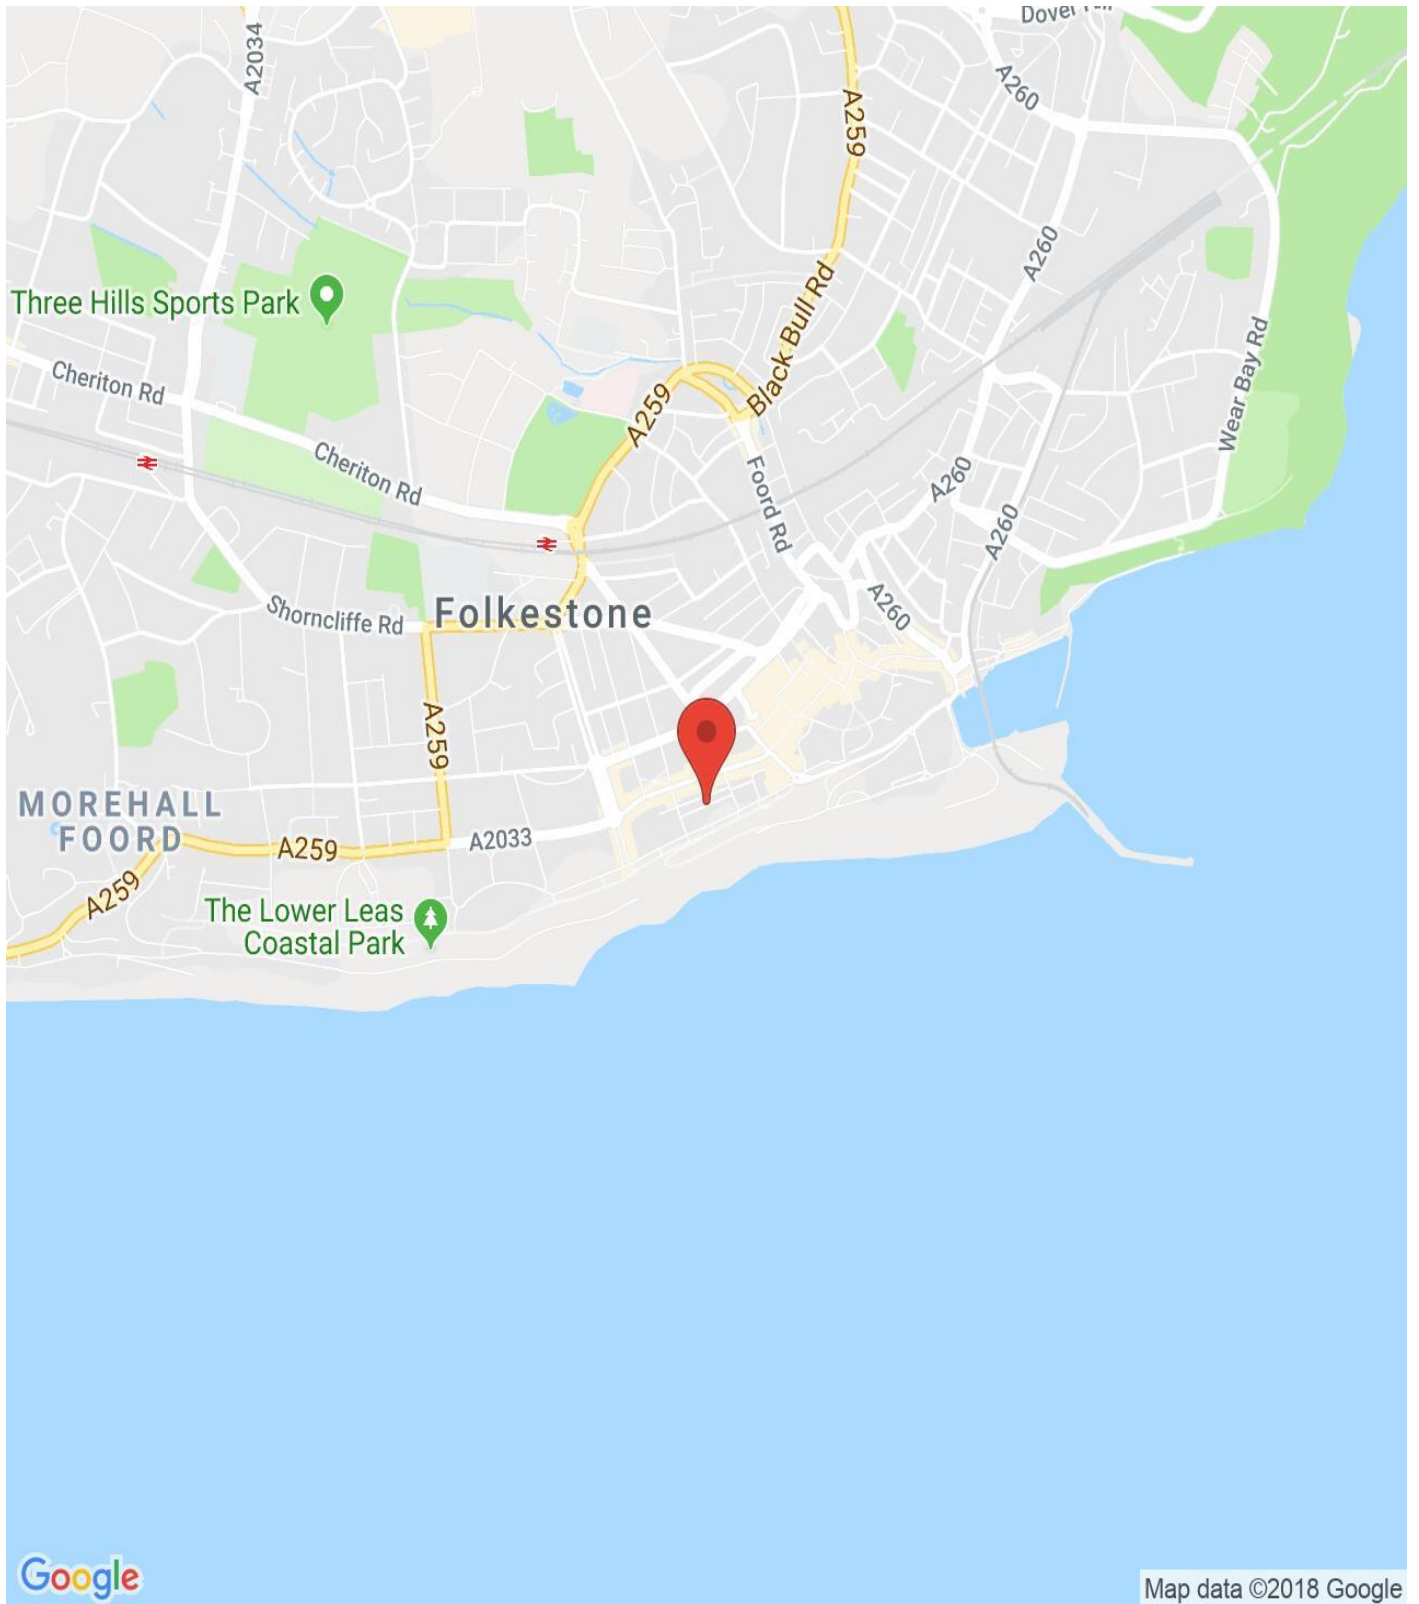 Dover Hill
A2034
A260
A259
A260
Three Hills Sports Park
Black Bull Rd
Wear Bay Rd
Cheriton Rd
A259
Cheriton Rd
Foord Rd
A260
A260
Shorncliffe Rd
Folkestone
A260
A259
MOREHALL
FOORD
A259
A2033
A259
The Lower Leas
Coastal Park
Google
Map data ©2018 Google